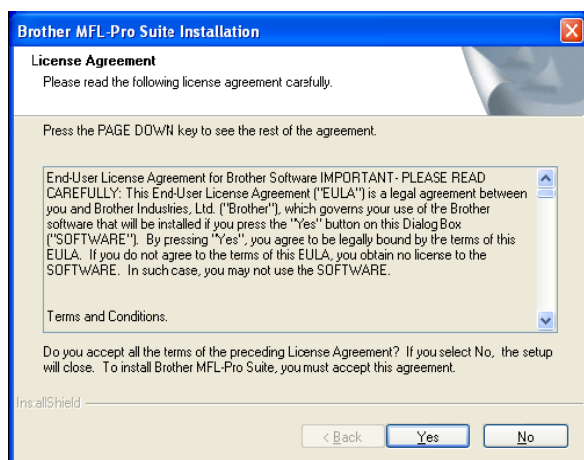 Brother MFL-Pro Suite Installation
License Agreement
Please read the following license agreement carefully.
Press the PAGE DOWN key to see the rest of the agreement.
End-User License Agreement for Brother Software IMPORTANT- PLEASE READ
CAREFULLY: This End-User License Agreement ("EULA") is a legal agreement between
you and Brother Industries, Ltd. ("Brother"), which governs your use of the Brother
software that will be installed if you press the "Yes" button on this Dialog Box
("SOFTWARE"). By pressing "Yes", you agree to be legally bound by the terms of this
EULA. If you do not agree to the terms of this EULA, you obtain no license to the
SOFTWARE. In such case, you may not use the SOFTWARE.
Terms and Conditions.
Do you accept all the terms of the preceding License Agreement? If you select No, the setup
will close. To install Brother MFL-Pro Suite, you must accept this agreement.
InstallShield
< Back
Yes
No